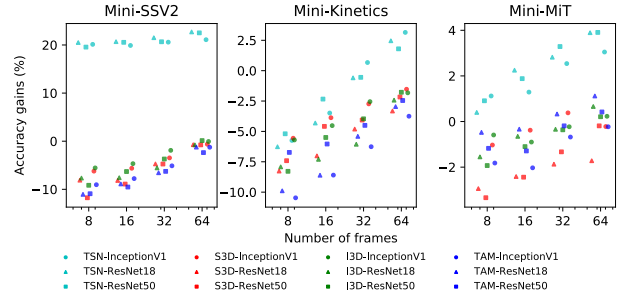 Mini-SSV2
Mini-Kinetics
Mini-MiT
Accuracy gains (%)
20
10
0
−10
8
16
32
64
2.5
0.0
−2.5
−5.0
−7.5
−10.0
8
16
32
64
4
2
0
−2
8
16
32
64
Number of frames
TSN-InceptionV1
S3D-InceptionV1
I3D-InceptionV1
TAM-InceptionV1
TSN-ResNet18
S3D-ResNet18
I3D-ResNet18
TAM-ResNet18
TSN-ResNet50
S3D-ResNet50
I3D-ResNet50
TAM-ResNet50